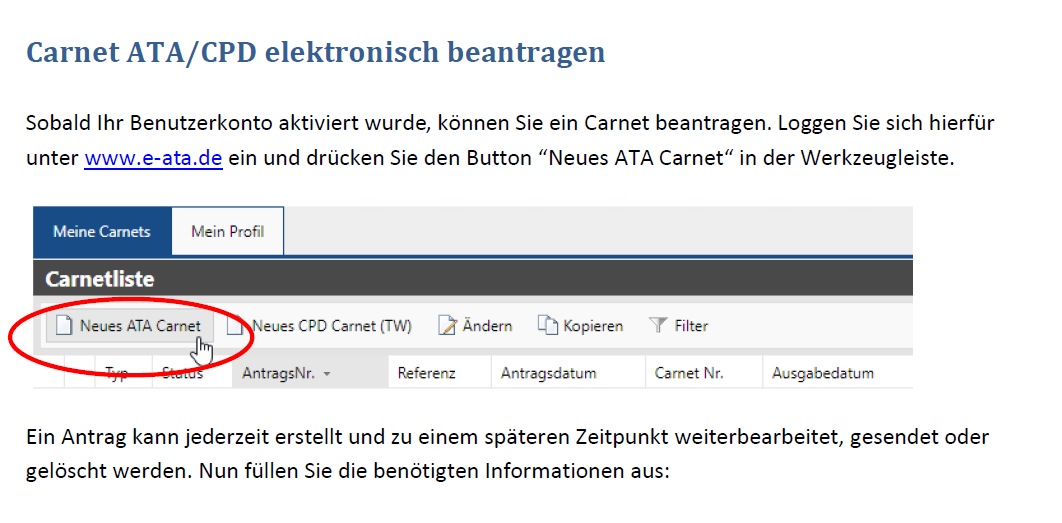 Carnet ATA/CPD elektronisch beantragen
Sobald Ihr Benutzerkonto aktiviert wurde, können Sie ein Carnet beantragen. Loggen Sie sich hierfür
unter www.e-ata.de ein und drücken Sie den Button “Neues ATA Carnet“ in der Werkzeugleiste.
Meine Carnets Mein Profil
Carnetliste
Neues ATA Carnet Neues CPD Carnet (TW) Ändern Kopieren Filter
Typ Status AntragsNr. Referenz Antragsdatum Carnet Nr. Ausgabedatum
Ein Antrag kann jederzeit erstellt und zu einem späteren Zeitpunkt weiterbearbeitet, gesendet oder
gelöscht werden. Nun füllen Sie die benötigten Informationen aus: